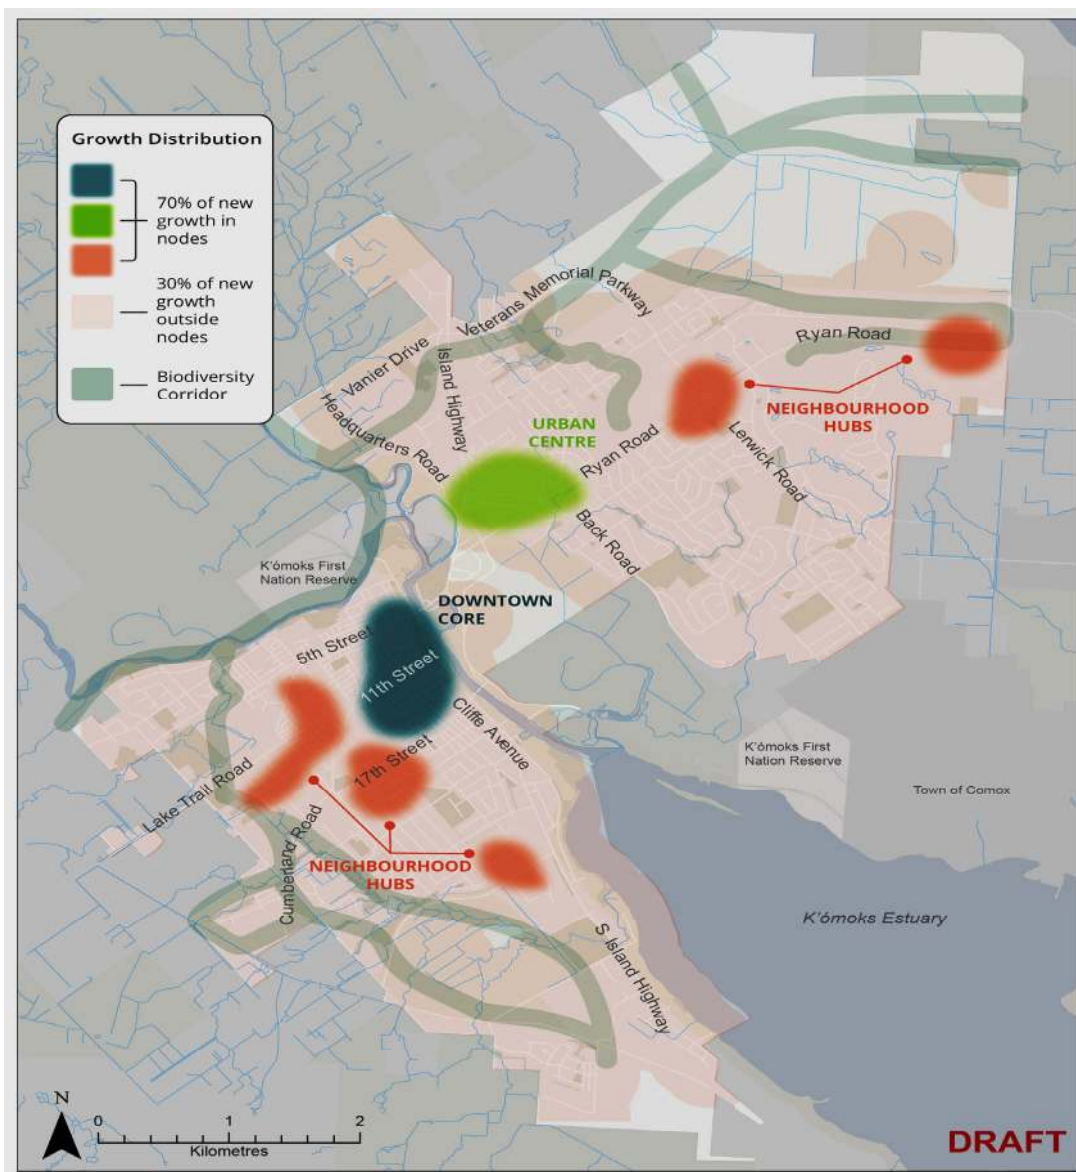 Growth Distribution
70% of new
growth in
nodes
30% of new
growth
outside
nodes
Biodiversity
Corridor
Veterans Memorial Parkway
Vanier Drive
Island Highway
Headquarters Road
Ryan Road
NEIGHBOURHOOD
HUBS
URBAN
CENTRE
Ryan Road
Lerwick Road
Back Road
K'ómoks First
Nation Reserve
DOWNTOWN
CORE
5th Street
11th Street
Cliffe Avenue
17th Street
Lake Trail Road
Cumberland Road
NEIGHBOURHOOD
HUBS
K'ómoks First
Nation Reserve
Town of Comox
K'ómoks Estuary
S Island Highway
N
0 1 2
Kilometres
DRAFT